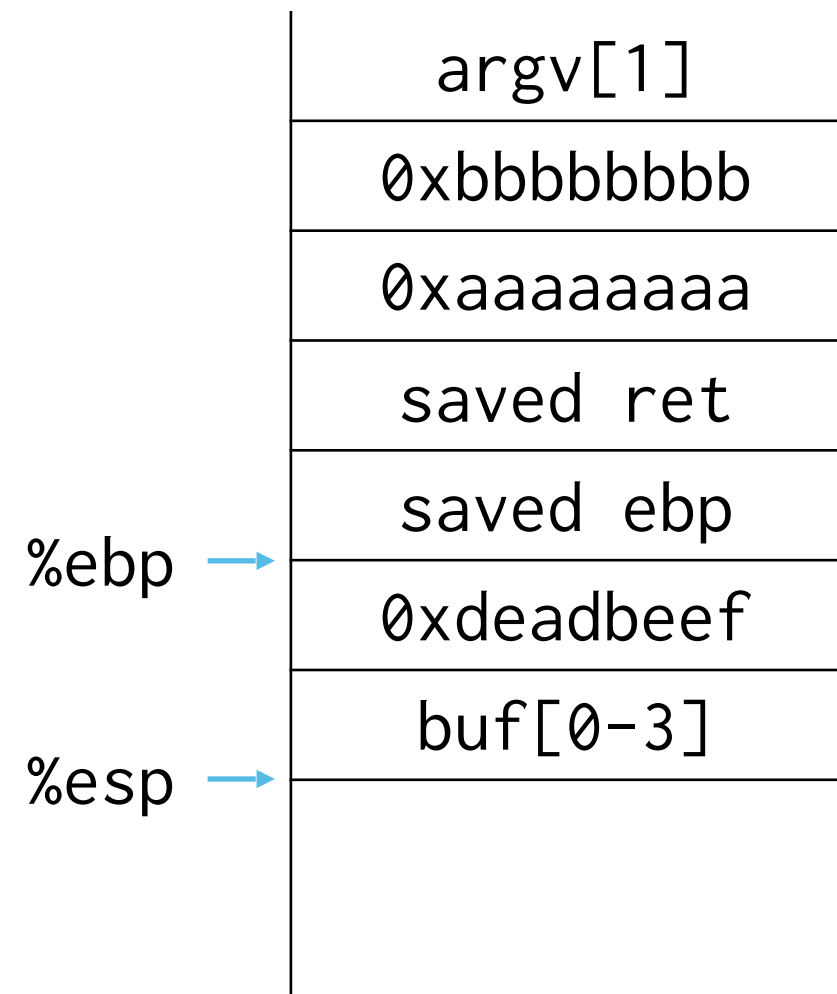 argv[1]
0xbbbbbbbb
0xaaaaaaaa
saved ret
saved ebp
%ebp
0xdeadbeef
buf[0-3]
%esp